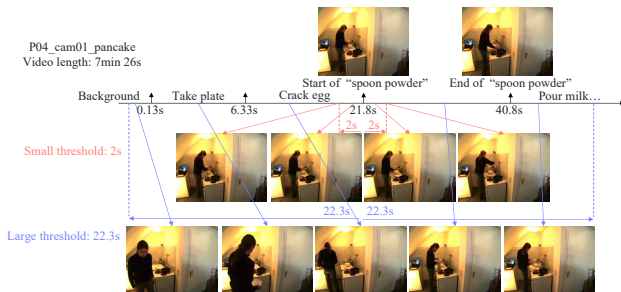 P04_cam01_pancake
Video length: 7min 26s
Start of “spoon powder”
End of “spoon powder”
Background
Take plate
Crack egg
Pour milk…
0.13s
6.33s
21.8s
40.8s
2s
2s
Small threshold: 2s
22.3s
22.3s
Large threshold: 22.3s